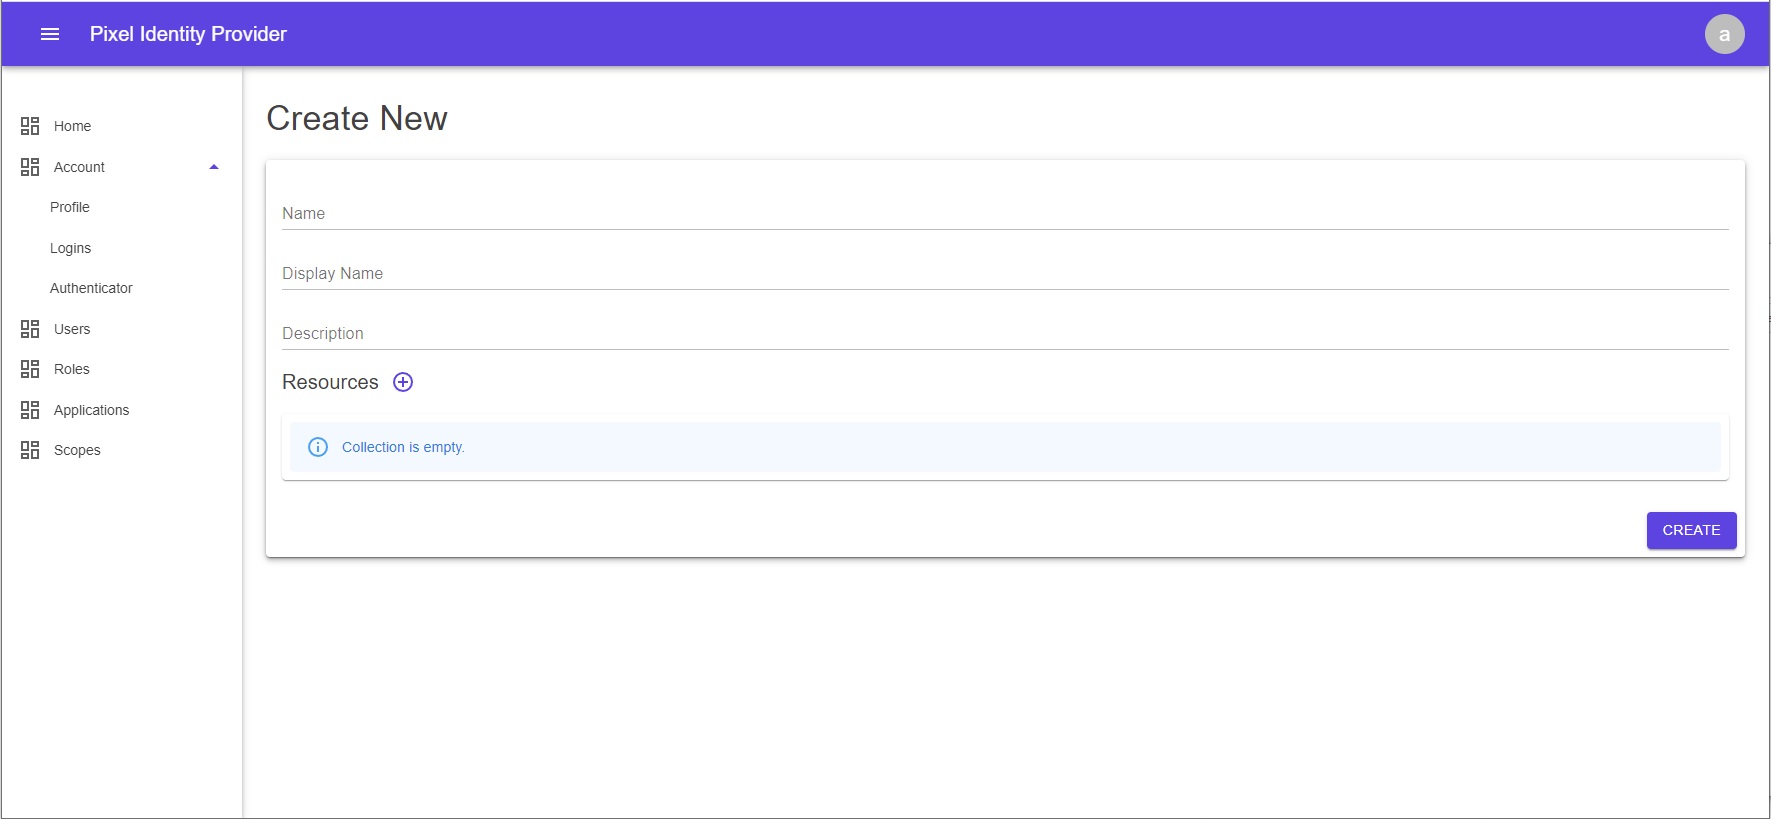 Pixel Identity Provider
a
Home
Account
Profile
Logins
Authenticator
Users
Roles
Applications
Scopes
Create New
Name
Display Name
Description
Resources
Collection is empty.
CREATE